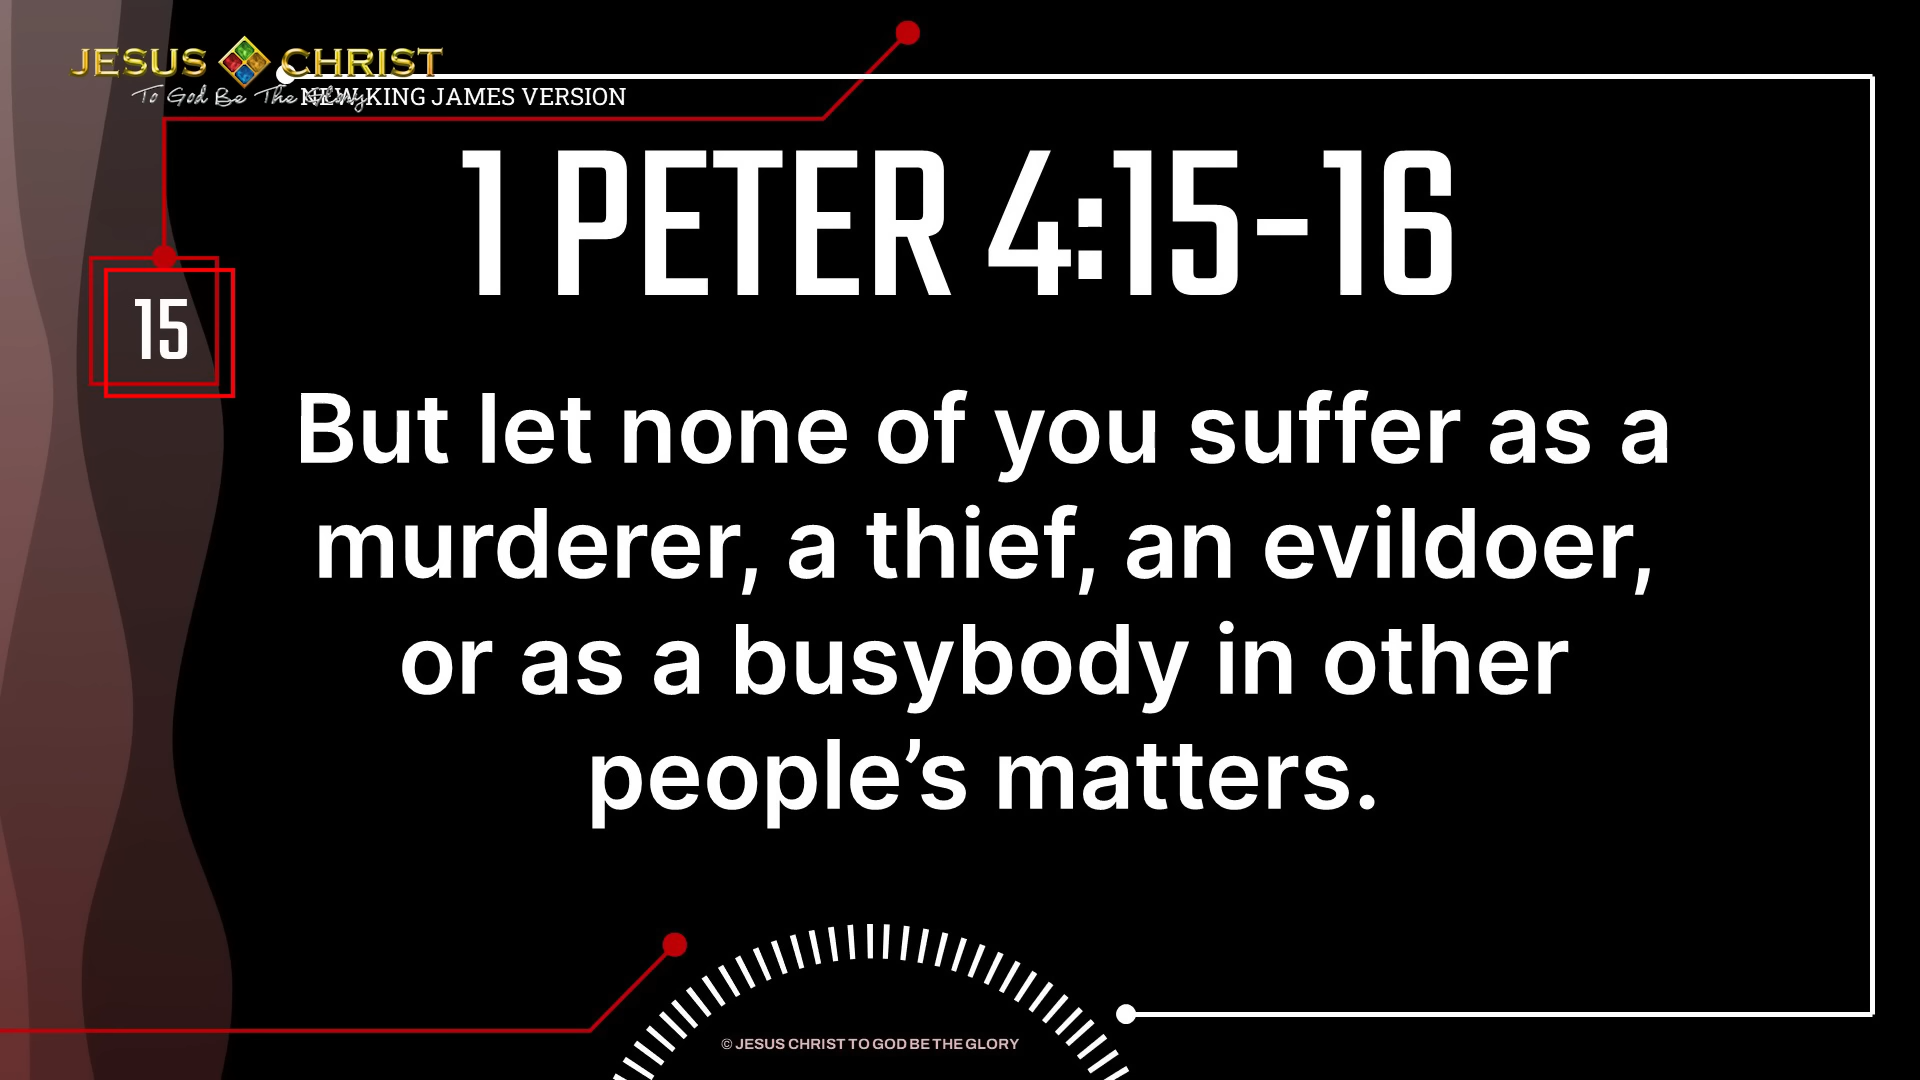 JESUS CHRIST
To God Be The Glory
NEW KING JAMES VERSION
1 PETER 4:15-16
15
But let none of you suffer as a
murderer, a thief, an evildoer,
or as a busybody in other
people’s matters.
© JESUS CHRIST TO GOD BE THE GLORY